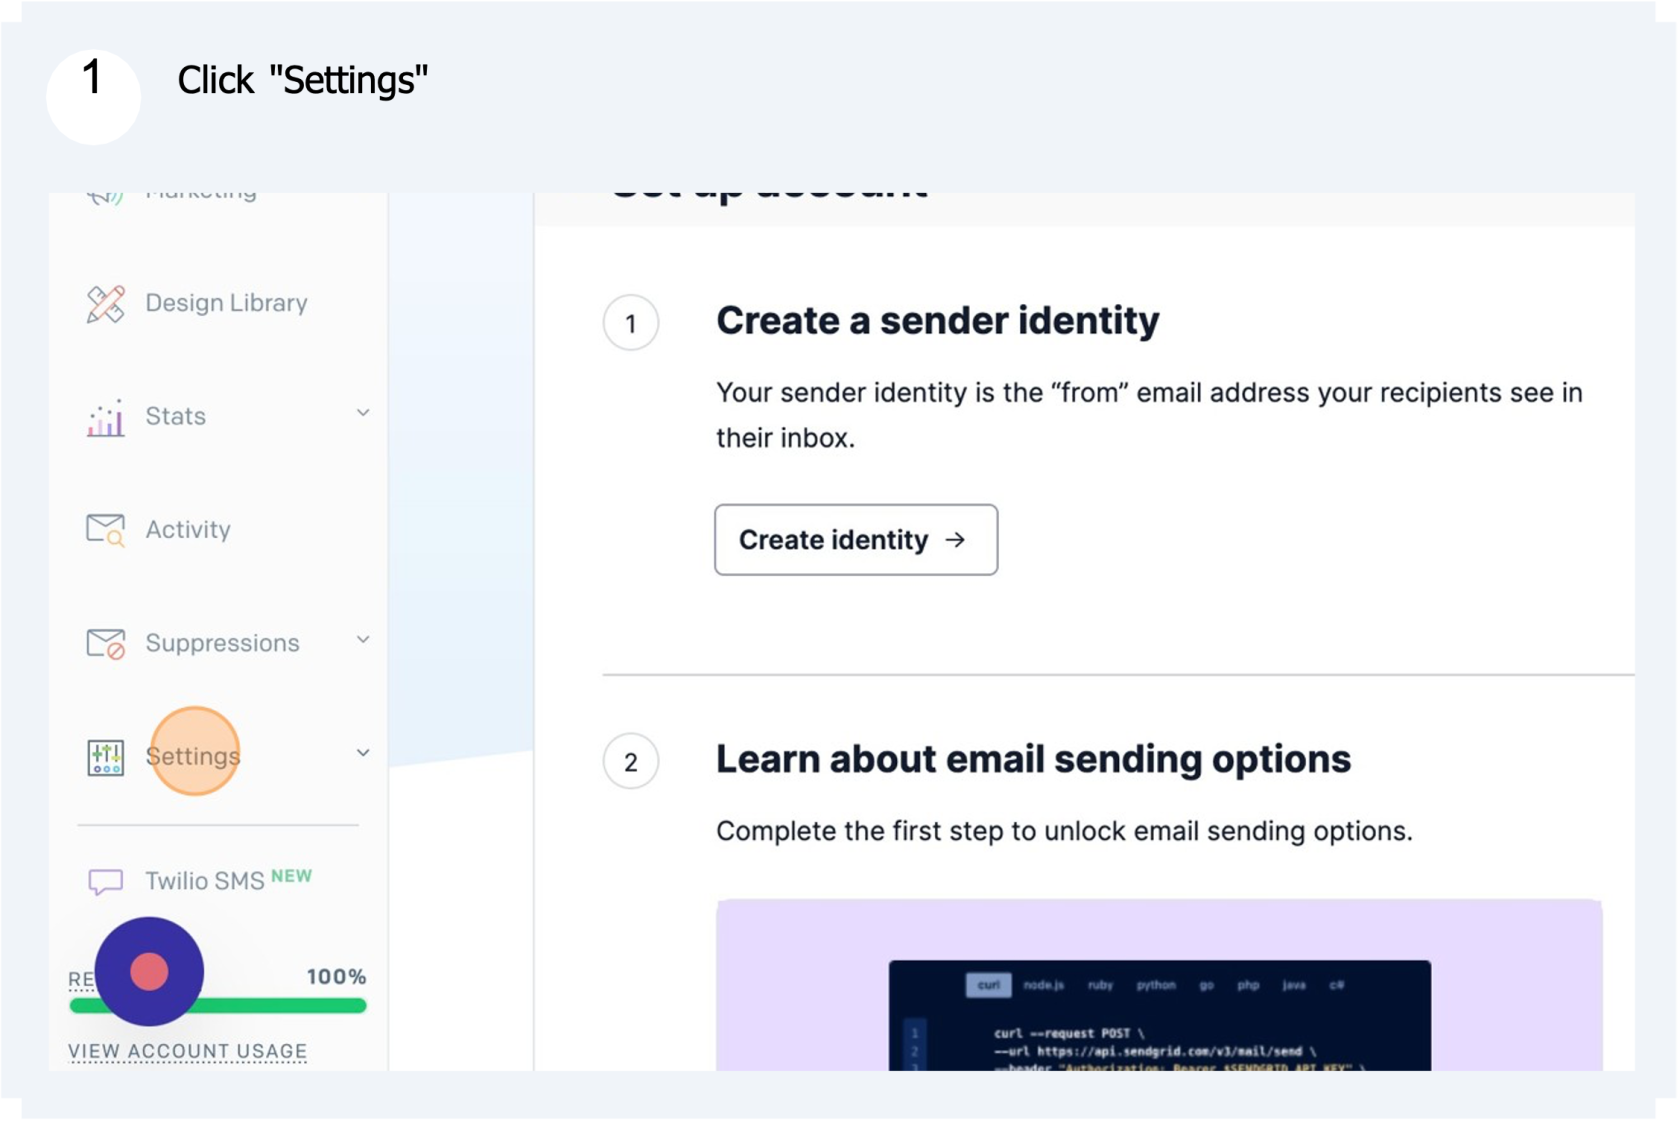 1 Click "Settings"
Marketing
Design Library
Stats
Activity
Suppressions
Settings
Twilio SMS NEW
RE 100%
VIEW ACCOUNT USAGE
Set up account
1 Create a sender identity
Your sender identity is the “from” email address your recipients see in
their inbox.
Create identity →
2 Learn about email sending options
Complete the first step to unlock email sending options.
curl node.js ruby python go php java c#
1 curl --request POST \
2 --url https://api.sendgrid.com/v3/mail/send \
3 --header "Authorization: Bearer $SENDGRID_API_KEY" \